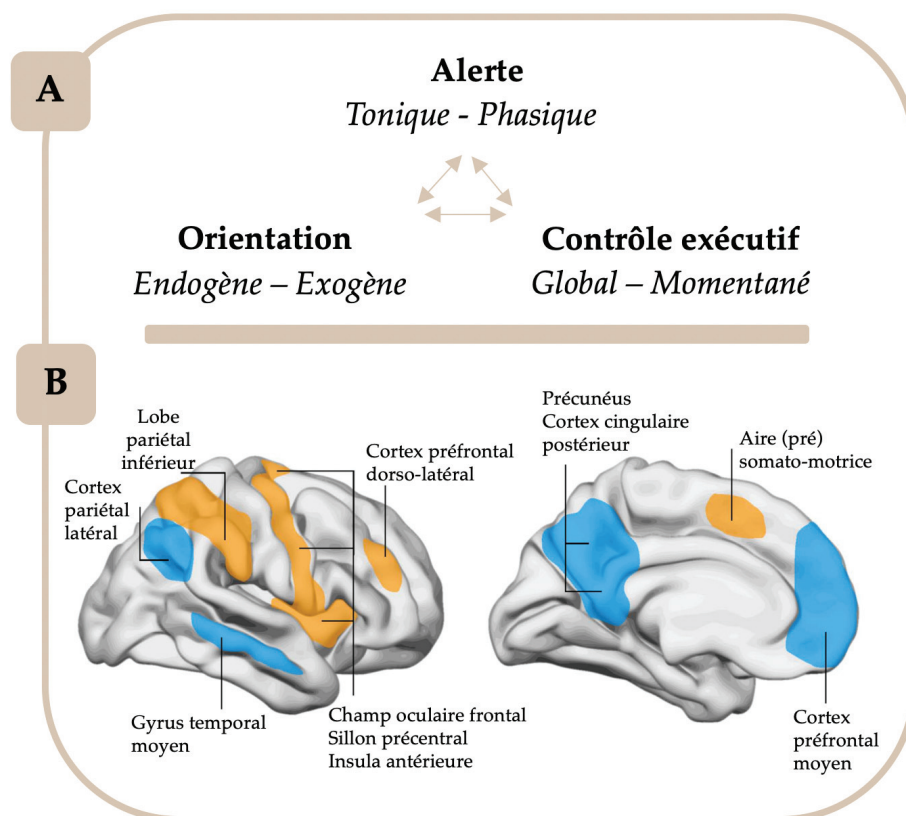 A
Alerte
Tonique - Phasique
Orientation
Endogène – Exogène
Contrôle exécutif
Global – Momentané
B
Lobe
pariétal
inférieur
Cortex
pariétal
latéral
Cortex préfrontal
dorso-latéral
Gyrus temporal
moyen
Champ oculaire frontal
Sillon précentral
Insula antérieure
Précunéus
Cortex cingulaire
postérieur
Aire (pré)
somato-motrice
Cortex
préfrontal
moyen